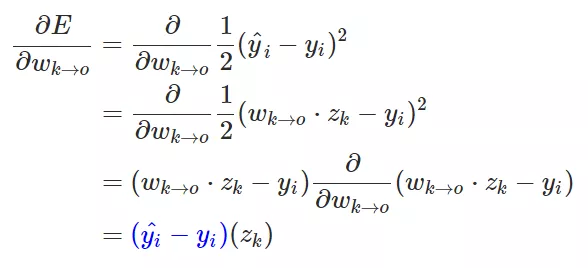 ∂E/∂w_{k→o} = ∂/∂w_{k→o} 1/2 (ŷ_i − y_i)²
= ∂/∂w_{k→o} 1/2 (w_{k→o} · z_k − y_i)²
= (w_{k→o} · z_k − y_i) ∂/∂w_{k→o} (w_{k→o} · z_k − y_i)
= (ŷ_i − y_i)(z_k)